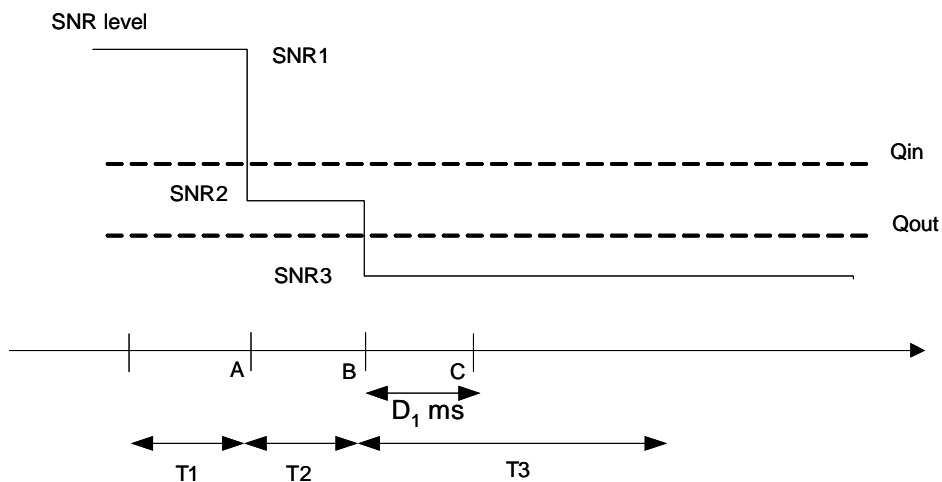 SNR level
SNR1
Qin
SNR2
Qout
SNR3
A
B
C
D₁ ms
T1
T2
T3